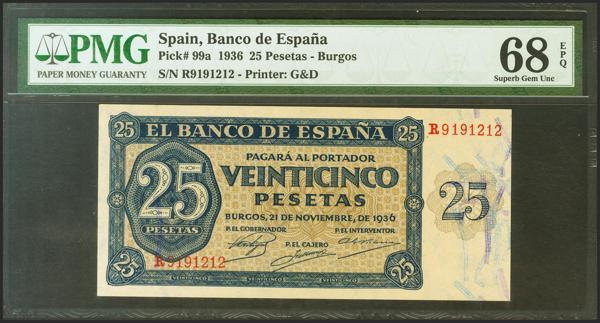 PMG
PAPER MONEY GUARANTY
Spain, Banco de España
Pick# 99a 1936 25 Pesetas - Burgos
S/N R9191212 - Printer: G&D
68 EPQ
Superb Gem Unc
25 25
R9191212
EL BANCO DE ESPAÑA
PAGARÁ AL PORTADOR
25 VEINTICINCO 25
PESETAS
PESETAS
BURGOS, 21 DE NOVIEMBRE, DE 1936
P. EL GOBERNADOR P. EL INTERVENTOR
P. EL CAJERO
R9191212
25 25